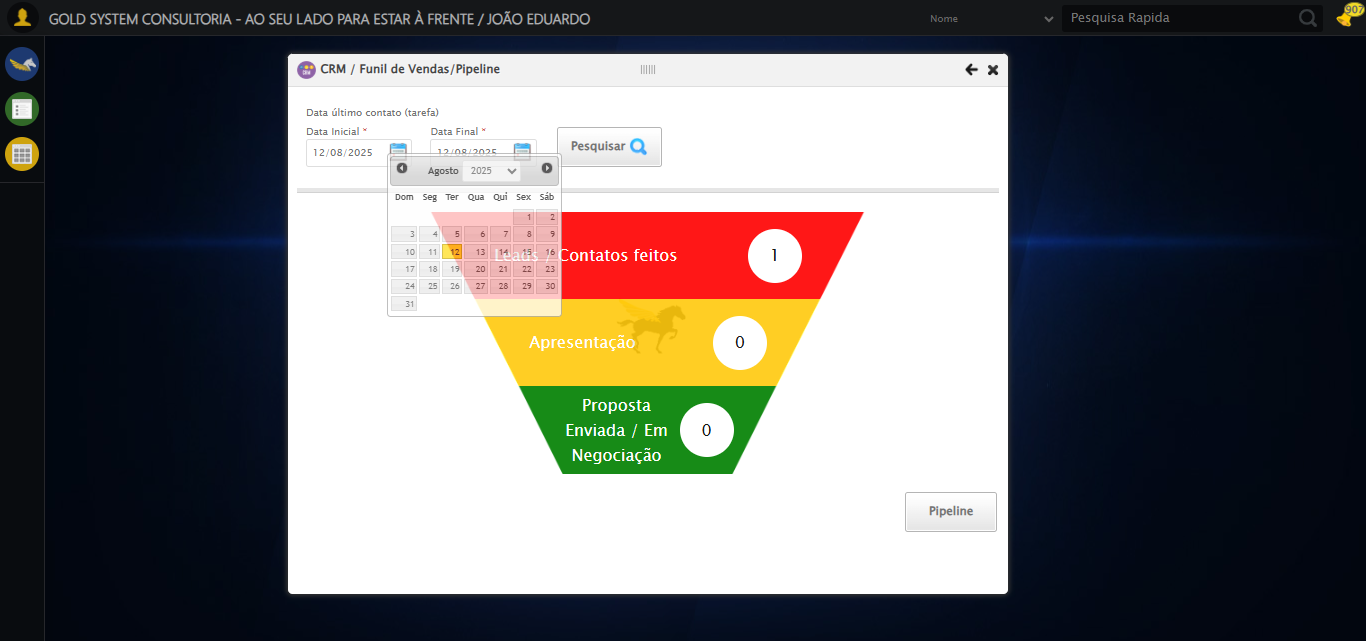 GOLD SYSTEM CONSULTORIA - AO SEU LADO PARA ESTAR À FRENTE / JOÃO EDUARDO
Nome
Pesquisa Rapida
907
CRM
CRM / Funil de Vendas/Pipeline
Data último contato (tarefa)
Data Inicial *
Data Final *
12/08/2025
12/08/2025
Pesquisar
Agosto 2025
Dom Seg Ter Qua Qui Sex Sáb
1 2
3 4 5 6 7 8 9
10 11 12 13 14 15 16
17 18 19 20 21 22 23
24 25 26 27 28 29 30
31
Leads / Contatos feitos
1
Apresentação
0
Proposta
Enviada / Em
Negociação
0
Pipeline